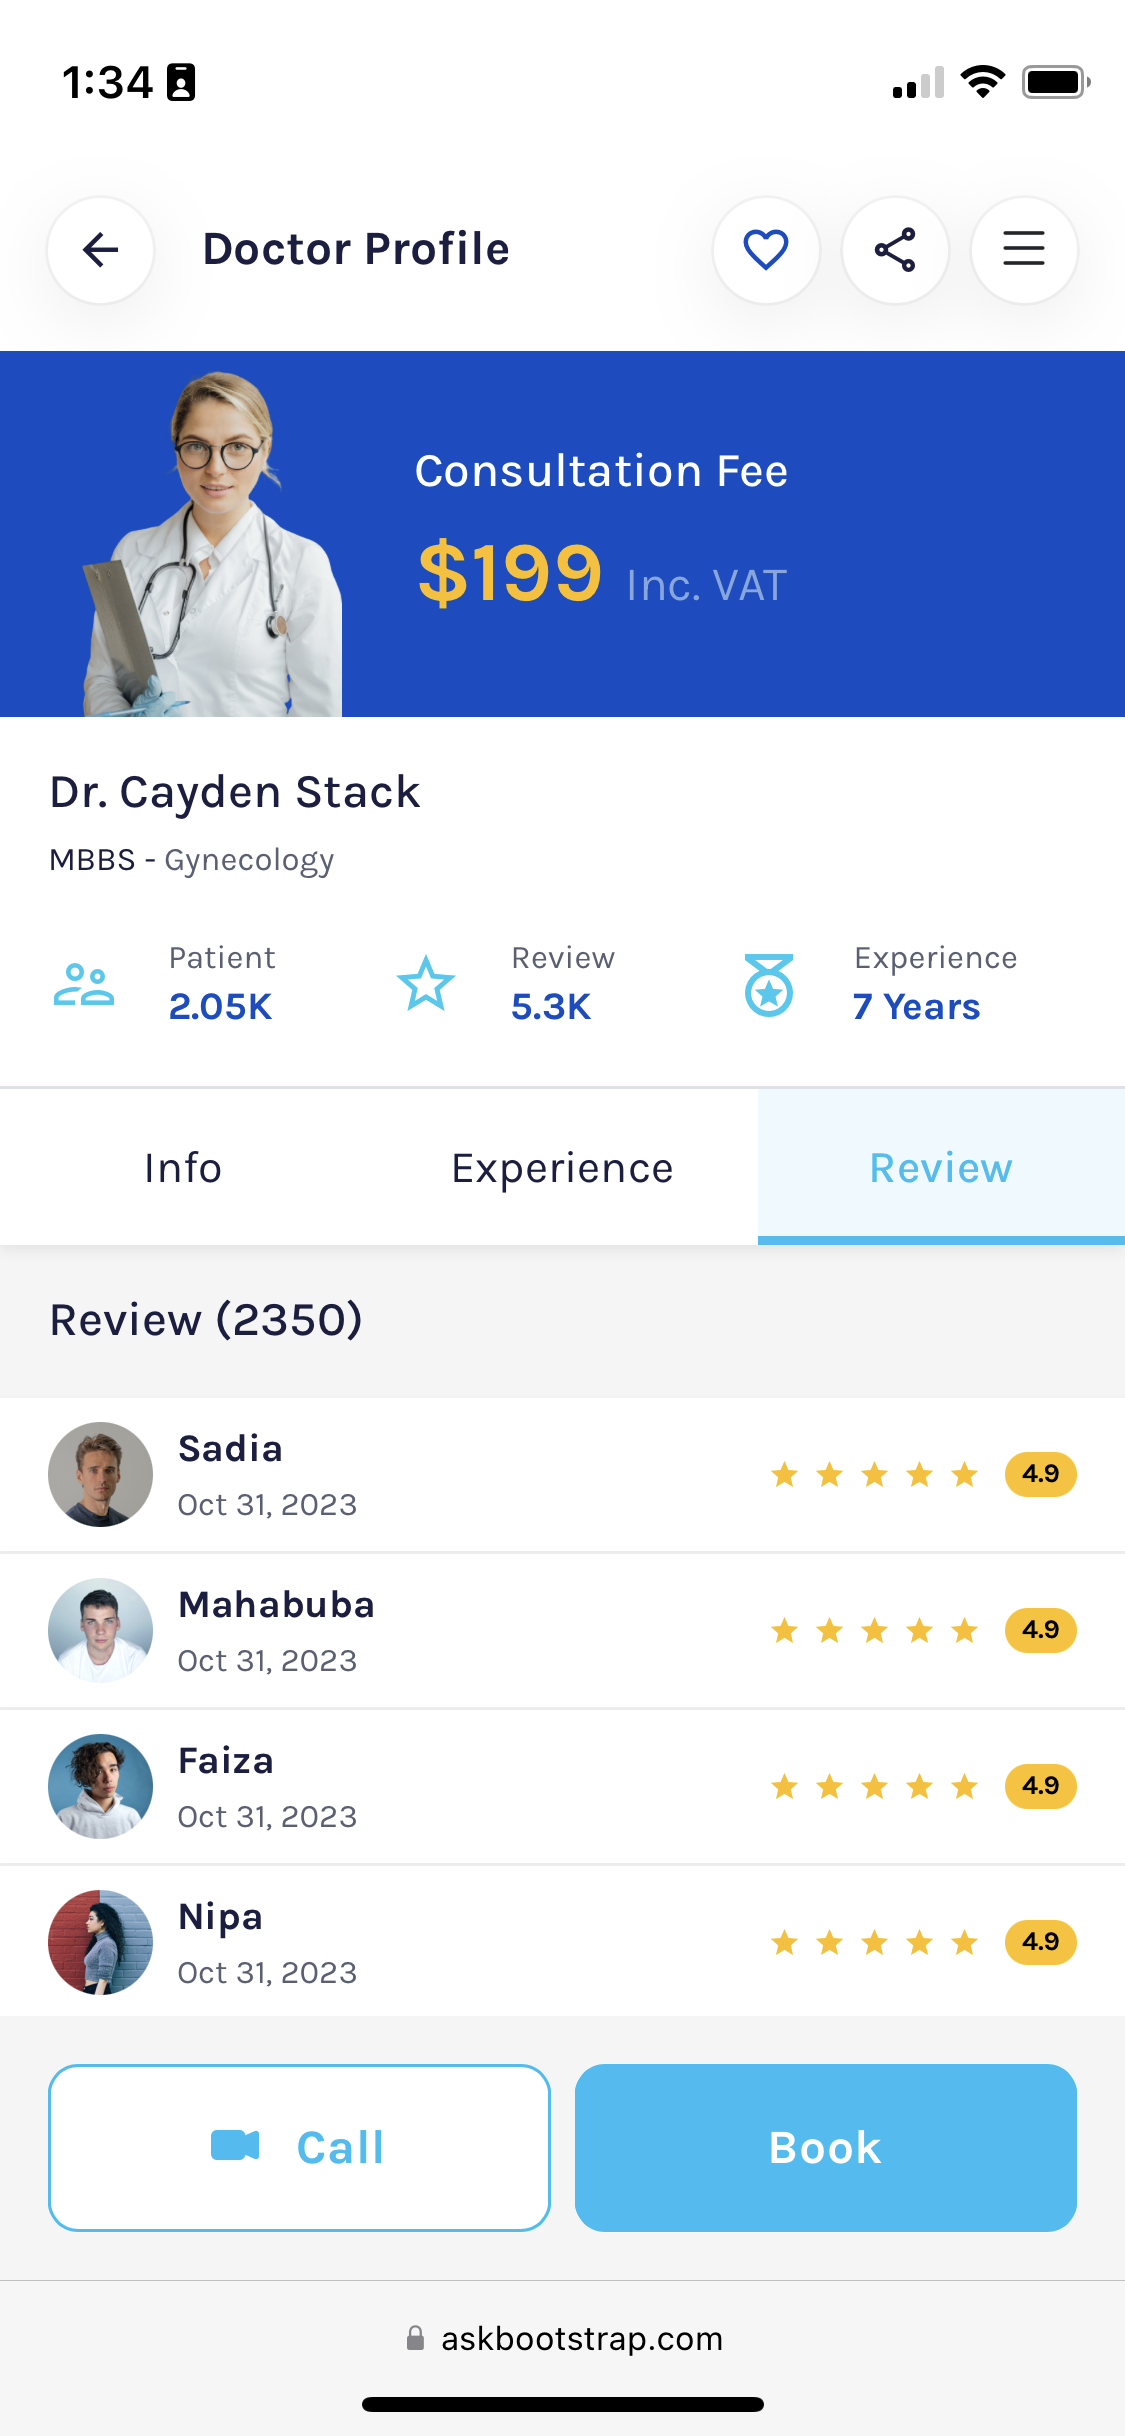 1:34
Doctor Profile
Consultation Fee
$199 Inc. VAT
Dr. Cayden Stack
MBBS - Gynecology
Patient
2.05K
Review
5.3K
Experience
7 Years
Info
Experience
Review
Review (2350)
Sadia
Oct 31, 2023
4.9
Mahabuba
Oct 31, 2023
4.9
Faiza
Oct 31, 2023
4.9
Nipa
Oct 31, 2023
4.9
Call
Book
askbootstrap.com